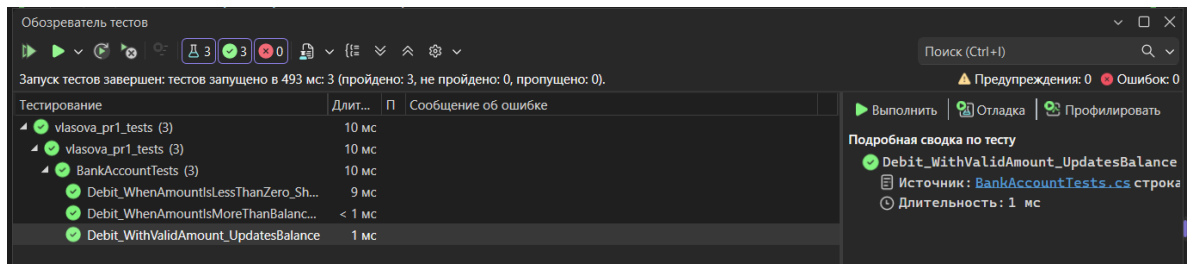 Обозреватель тестов
3 3 0
Поиск (Ctrl+I)
Запуск тестов завершен: тестов запущено в 493 мс: 3 (пройдено: 3, не пройдено: 0, пропущено: 0).
Предупреждения: 0 Ошибок: 0
Тестирование Длит... П Сообщение об ошибке
vlasova_pr1_tests (3) 10 мс
vlasova_pr1_tests (3) 10 мс
BankAccountTests (3) 10 мс
Debit_WhenAmountIsLessThanZero_Sh... 9 мс
Debit_WhenAmountIsMoreThanBalanc... < 1 мс
Debit_WithValidAmount_UpdatesBalance 1 мс
Выполнить Отладка Профилировать
Подробная сводка по тесту
Debit_WithValidAmount_UpdatesBalance
Источник: BankAccountTests.cs строка
Длительность: 1 мс